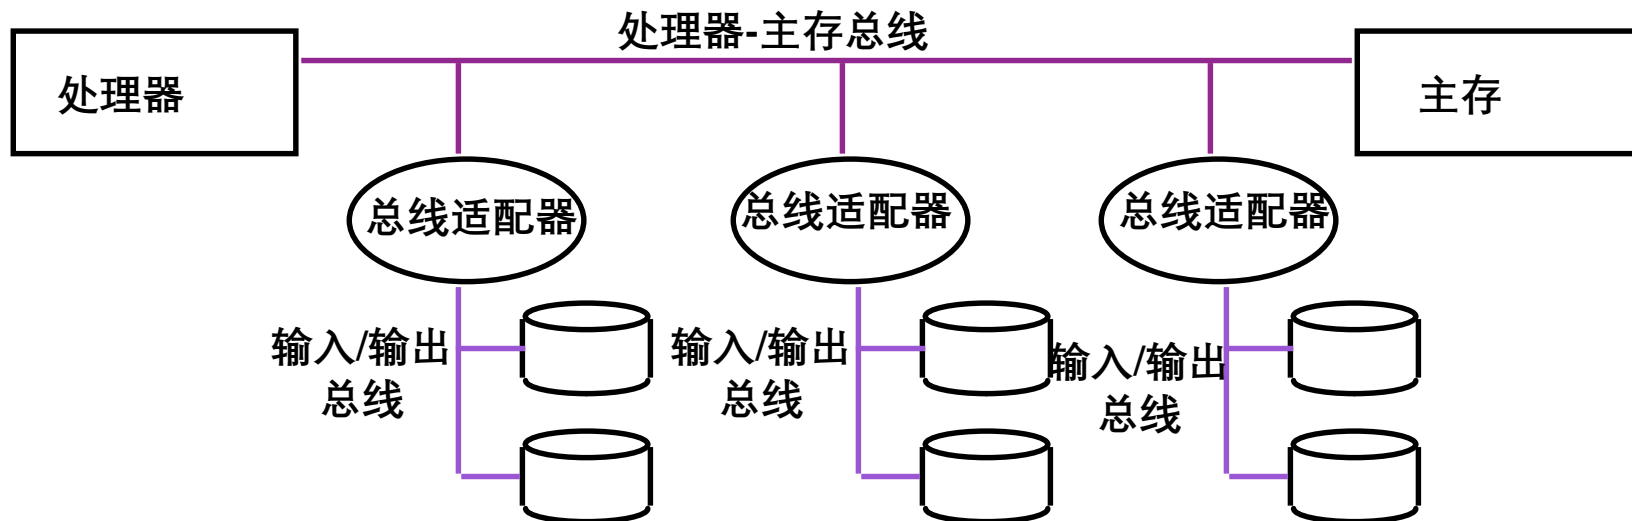 处理器-主存总线
处理器
主存
总线适配器
总线适配器
总线适配器
输入/输出
总线
输入/输出
总线
输入/输出
总线